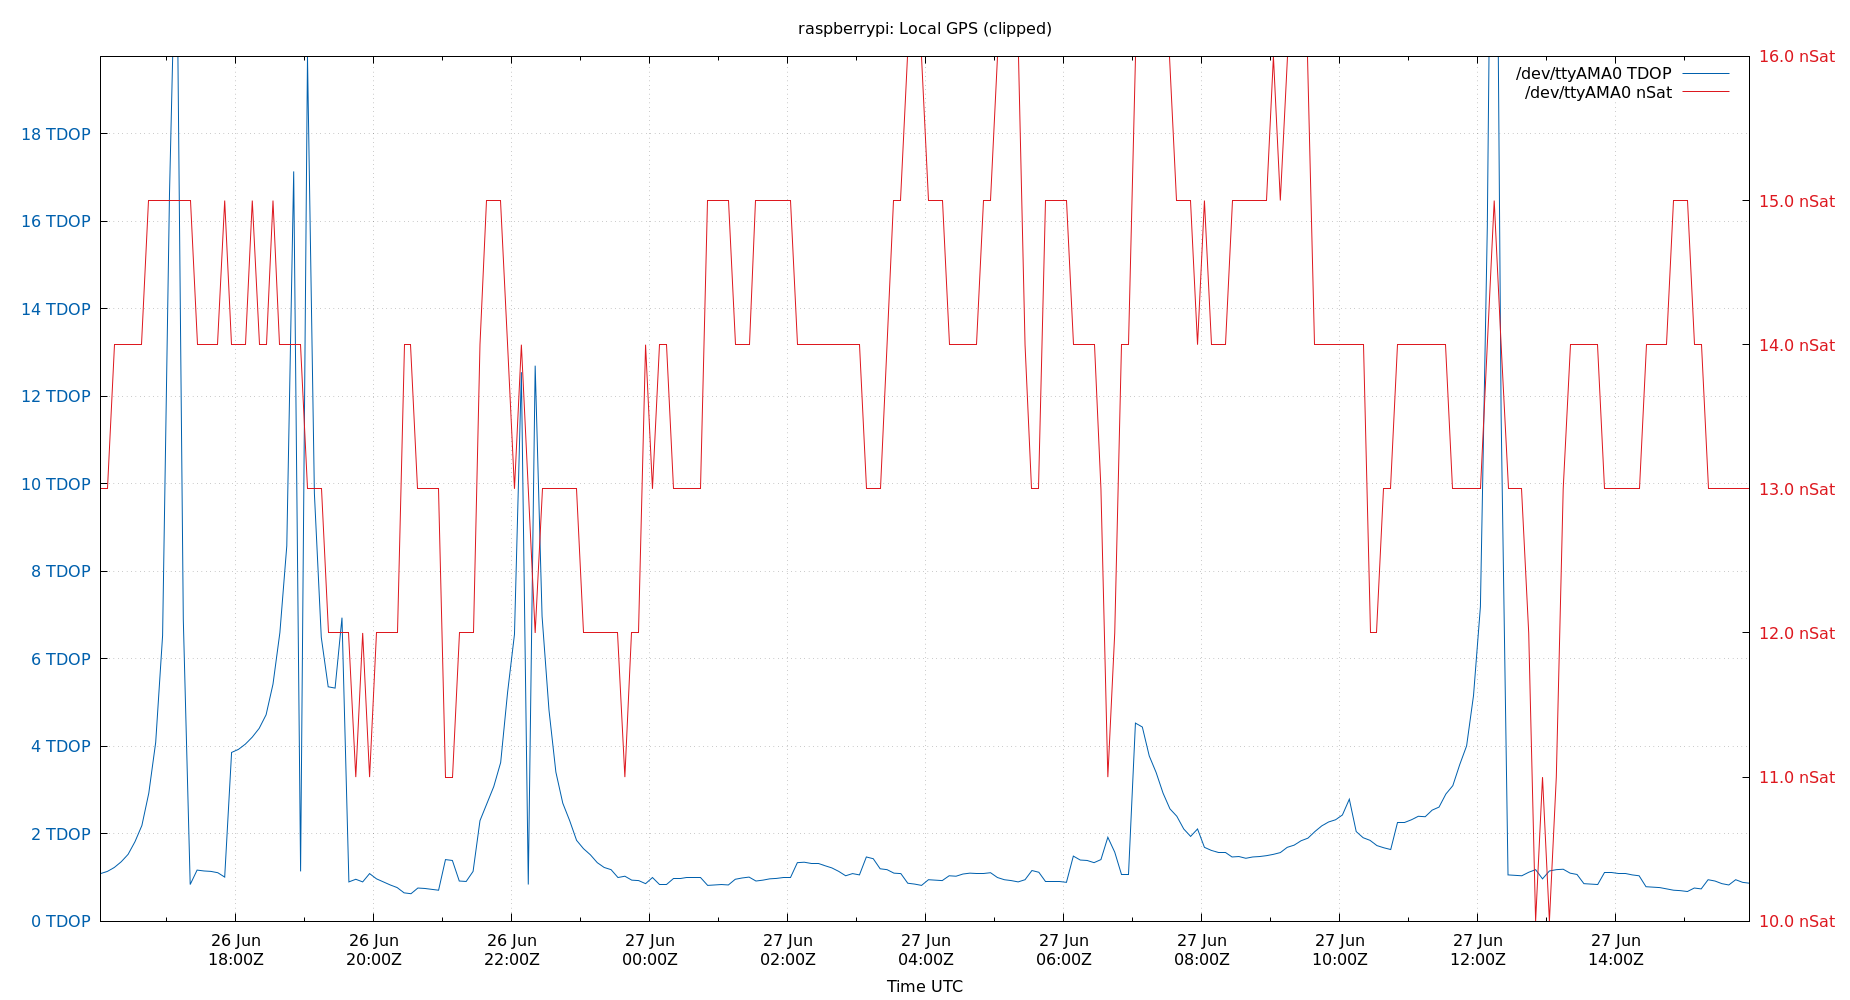 raspberrypi: Local GPS (clipped)
16.0 nSat
/dev/ttyAMA0 TDOP
/dev/ttyAMA0 nSat
18 TDOP
16 TDOP
15.0 nSat
14 TDOP
14.0 nSat
12 TDOP
10 TDOP
13.0 nSat
8 TDOP
12.0 nSat
6 TDOP
4 TDOP
11.0 nSat
2 TDOP
0 TDOP
10.0 nSat
26 Jun
18:00Z
26 Jun
20:00Z
26 Jun
22:00Z
27 Jun
00:00Z
27 Jun
02:00Z
27 Jun
04:00Z
27 Jun
06:00Z
27 Jun
08:00Z
27 Jun
10:00Z
27 Jun
12:00Z
27 Jun
14:00Z
Time UTC